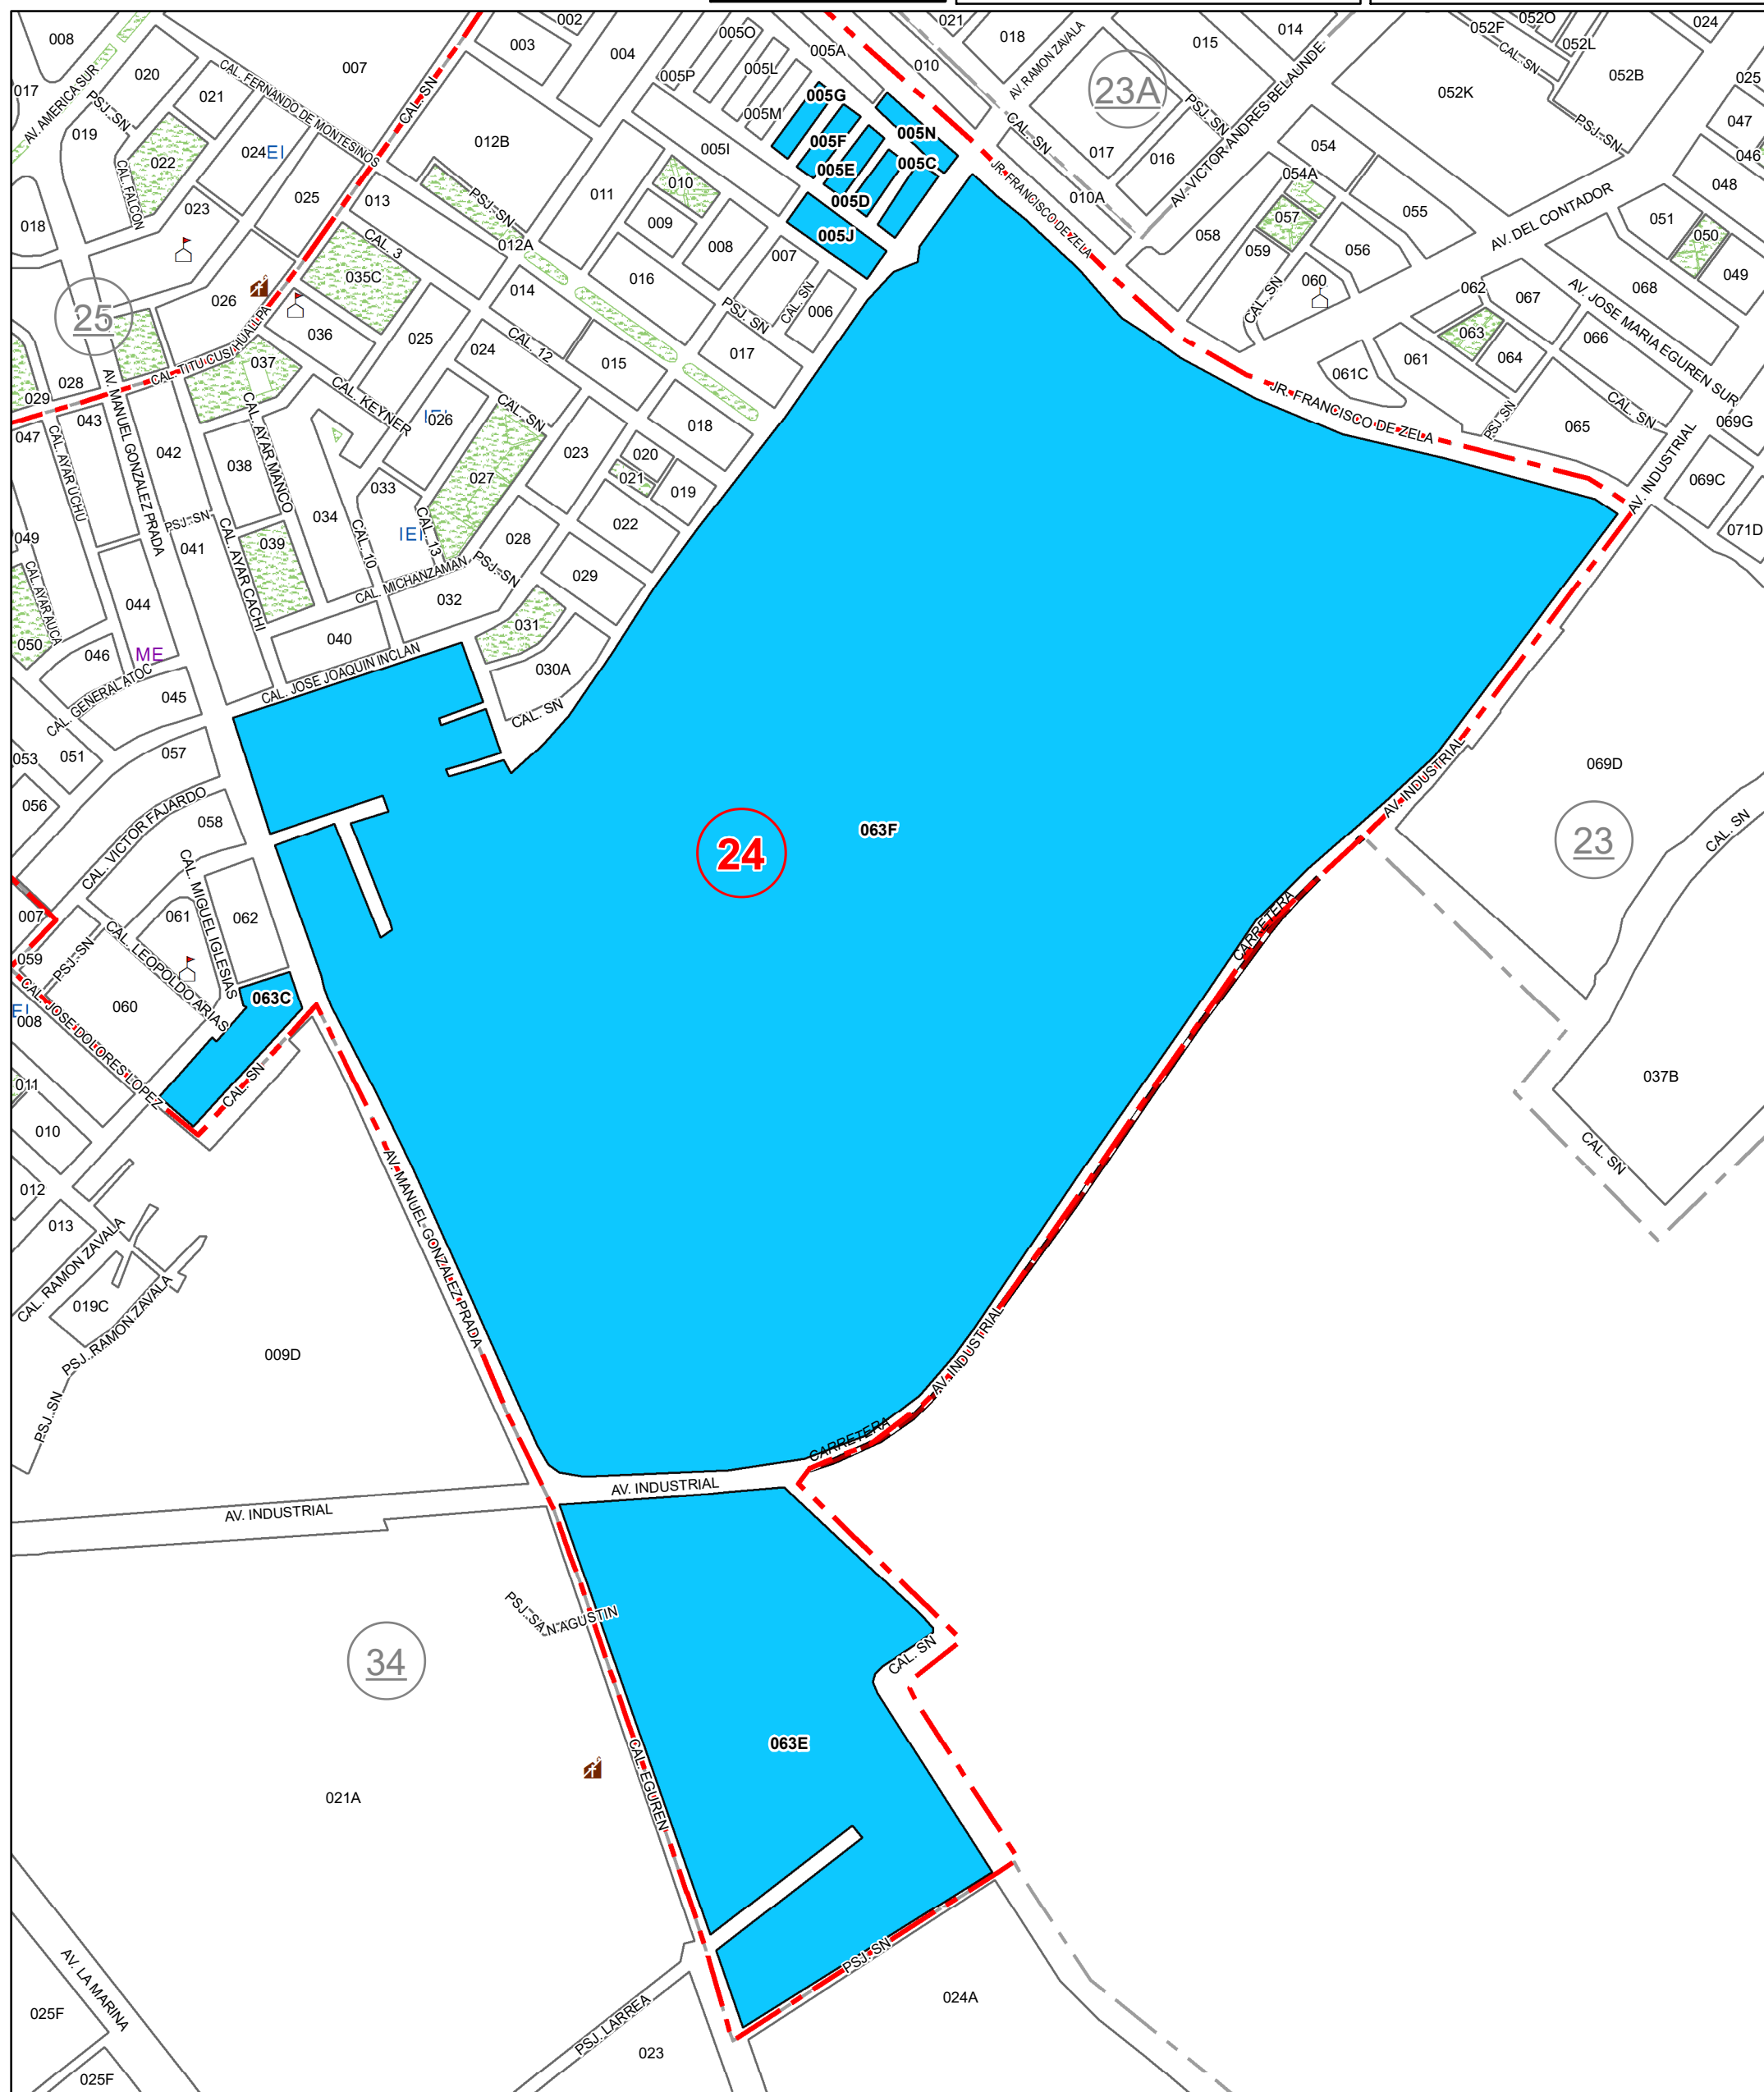 008
020
017
AV. AMERICA SUR
PSJ. SN
021
019
CAL. FERNANDO DE MONTESINOS
007
CAL. SN
002
003
004
005O
005P
005L
005M
005A
005G
005N
005F
005C
005E
005D
005J
005I
021
010
018
AV. RAMON ZAVALA
015
014
23A
PSJ. SN
CAL. SN
017
016
AV. VICTOR ANDRES BELAUNDE
010A
JR. FRANCISCO DE ZELA
052F
052O
052L
CAL. SN
052K
052B
PSJ. SN
024
025
047
046
048
054
054A
057
055
056
058
059
060
CAL. SN
AV. DEL CONTADOR
051
050
049
062
067
068
063
064
066
061
061C
AV. JOSE MARIA EGUREN SUR
JR. FRANCISCO DE ZELA
PSJ. SN
065
CAL. SN
069G
069C
071D
AV. INDUSTRIAL
022
024
EI
CAL. FALCON
023
025
018
012B
013
CAL. 3
PSJ. SN
012A
011
010
009
008
007
016
CAL. SN
006
PSJ. SN
017
035C
014
026
25
036
025
CAL. 12
024
015
CAL. TITU CUSI HUALLPA
037
028
029
CAL. KEYNER
026
CAL. SN
018
043
047
AV. MANUEL GONZALEZ PRADA
042
CAL. AYAR UCHU
CAL. AYAR MANCO
038
023
020
021
019
027
033
034
022
IEI
CAL. 13
CAL. 10
PSJ. SN
041
CAL. AYAR CACHI
039
049
028
PSJ. SN
029
CAL. MICHANZAMAN
032
CAL. AYAR AUCA
044
031
050
046
ME
040
CAL. JOSE JOAQUIN INCLAN
030A
CAL. SN
CAL. GENERAL ATOC
045
051
057
053
056
CAL. VICTOR FAJARDO
058
24
063F
AV. INDUSTRIAL
069D
23
CAL. SN
CAL. MIGUEL IGLESIAS
061
062
007
059
PSJ. SN
CAL. LEOPOLDO ARIAS
060
063C
CAL. JOSE DOLORES LOPEZ
008
CAL. SN
CARRETERA
011
010
037B
CAL. SN
012
013
CAL. RAMON ZAVALA
019C
PSJ. RAMON ZAVALA
009D
PSJ. SN
AV. MANUEL GONZALEZ PRADA
AV. INDUSTRIAL
CARRETERA
AV. INDUSTRIAL
AV. INDUSTRIAL
PSJ. SAN AGUSTIN
34
CAL. SN
063E
CAL. EGUREN
021A
AV. LA MARINA
PSJ. SN
024A
025F
PSJ. LARREA
023
025F